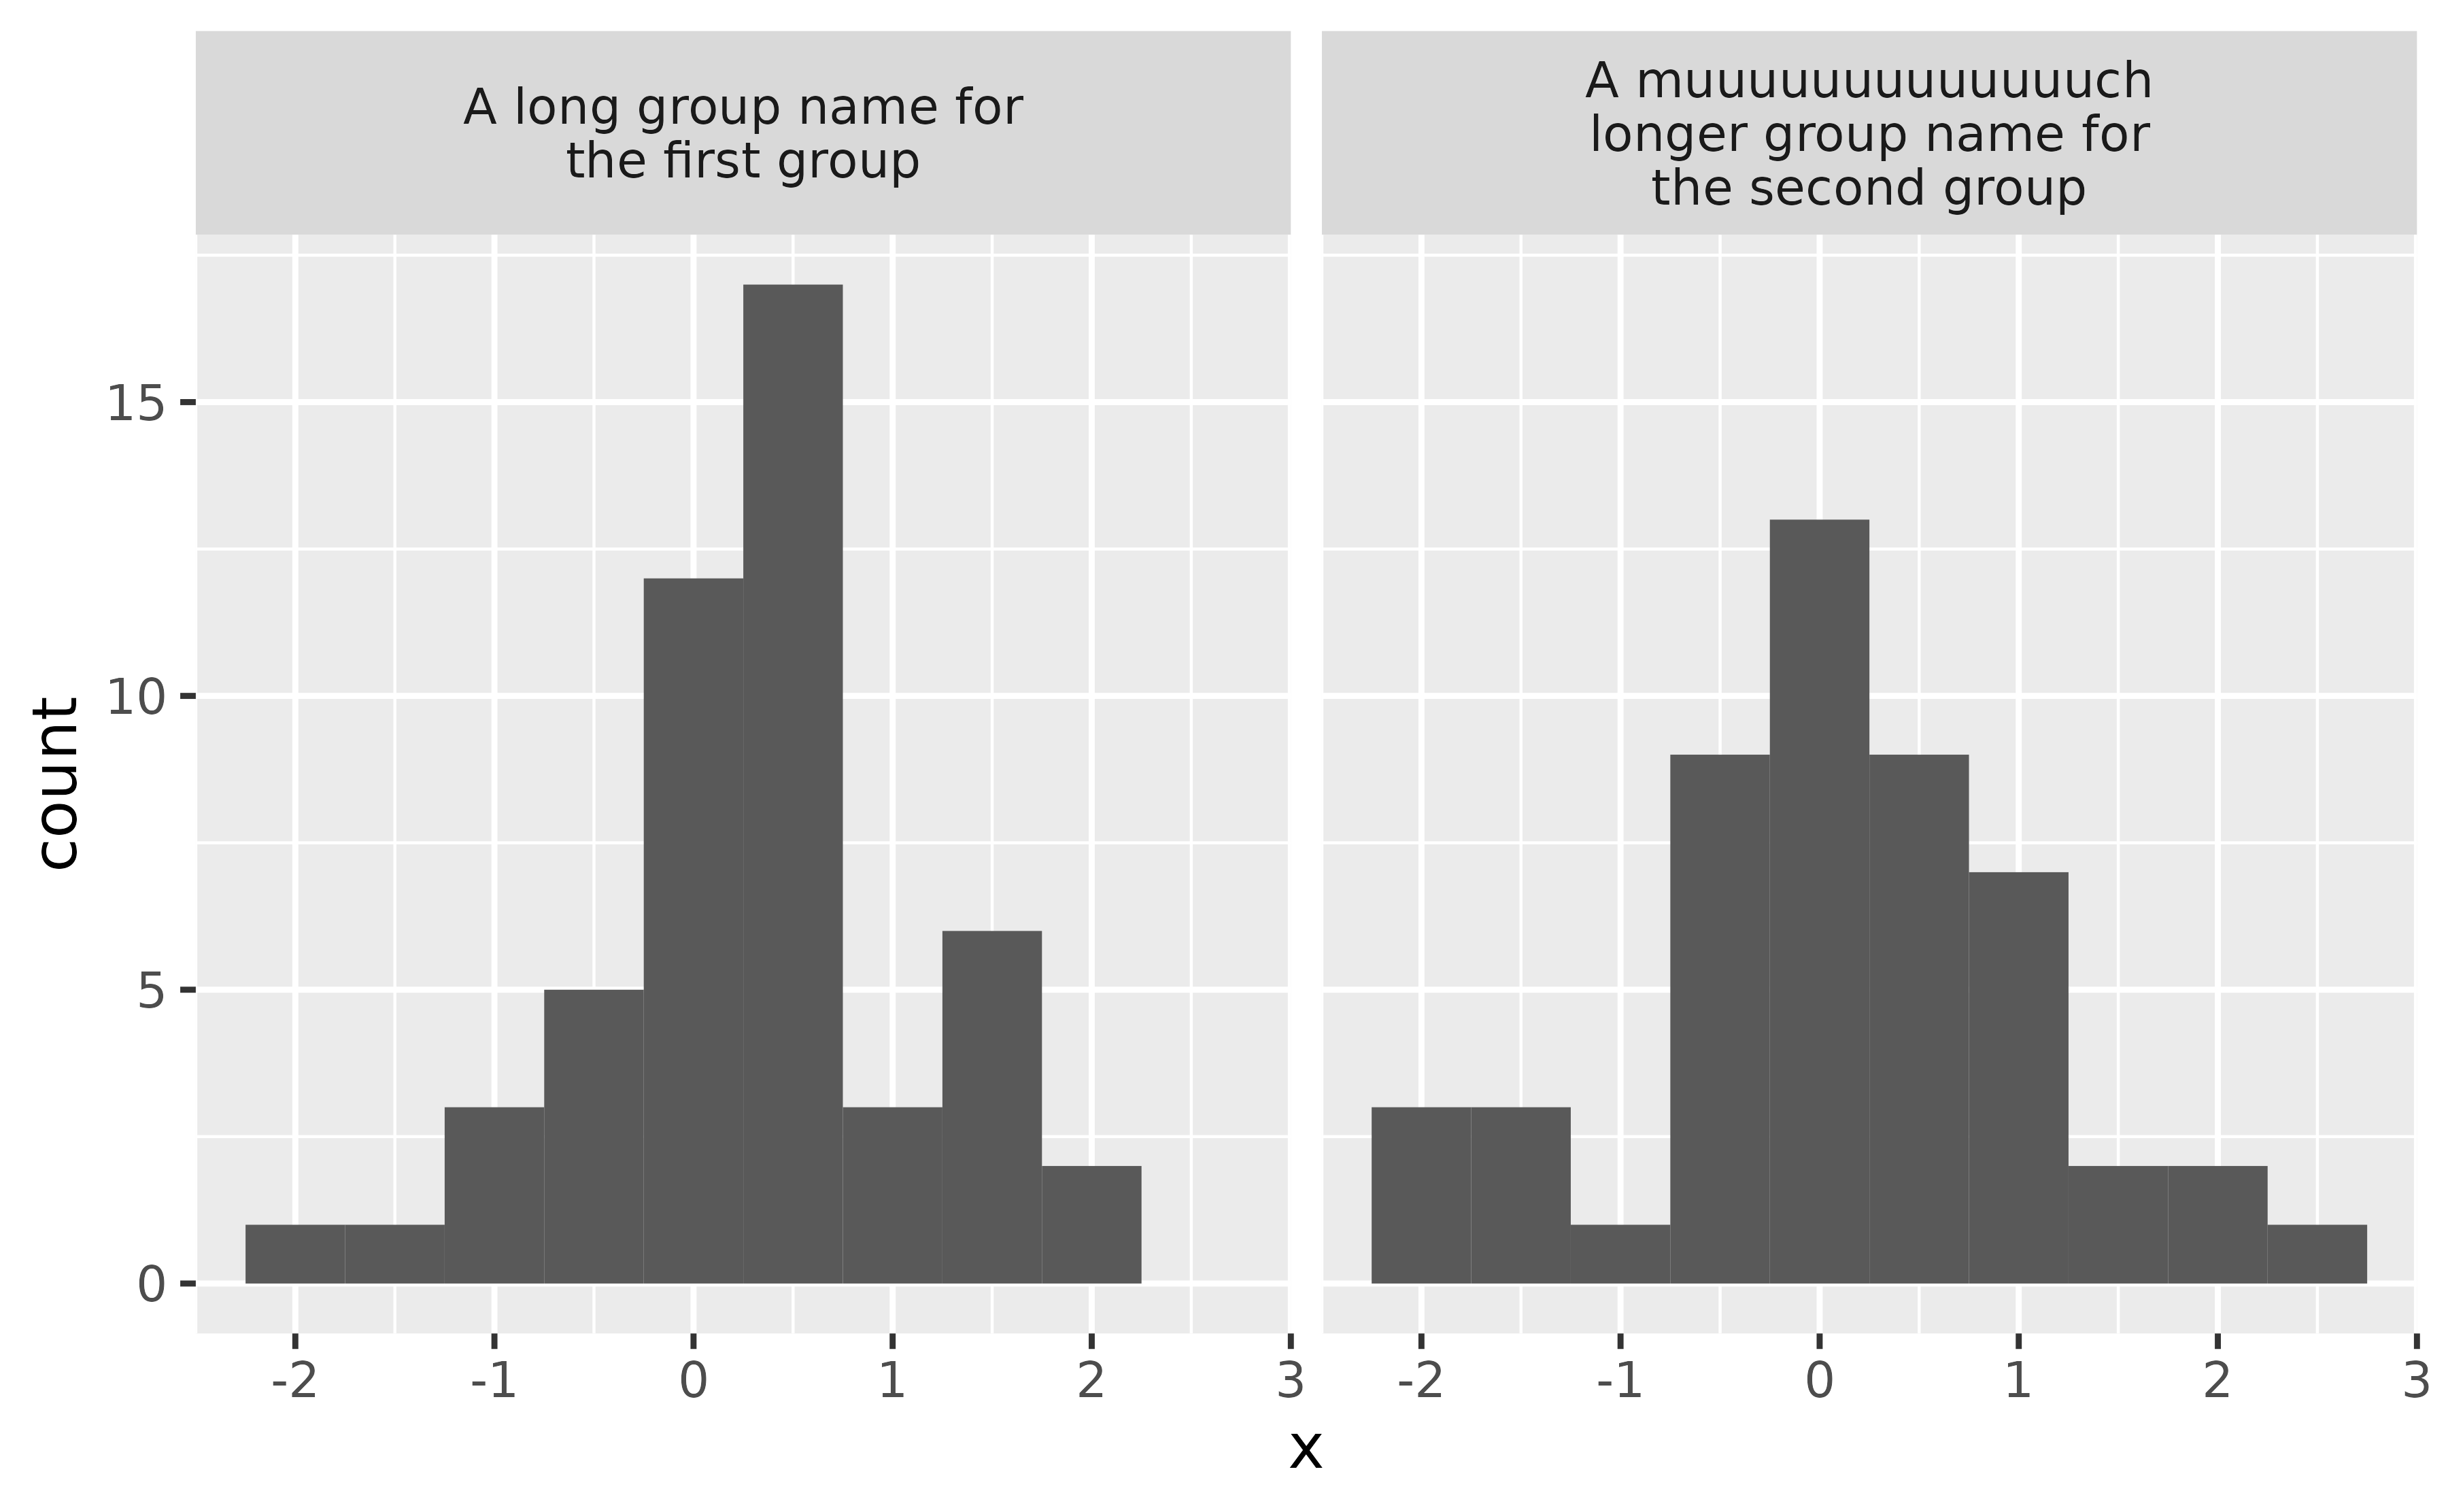 A long group name for
the first group
A muuuuuuuuuuuuuch
longer group name for
the second group
count
15
10
5
0
-2 -1 0 1 2 3
-2 -1 0 1 2 3
x